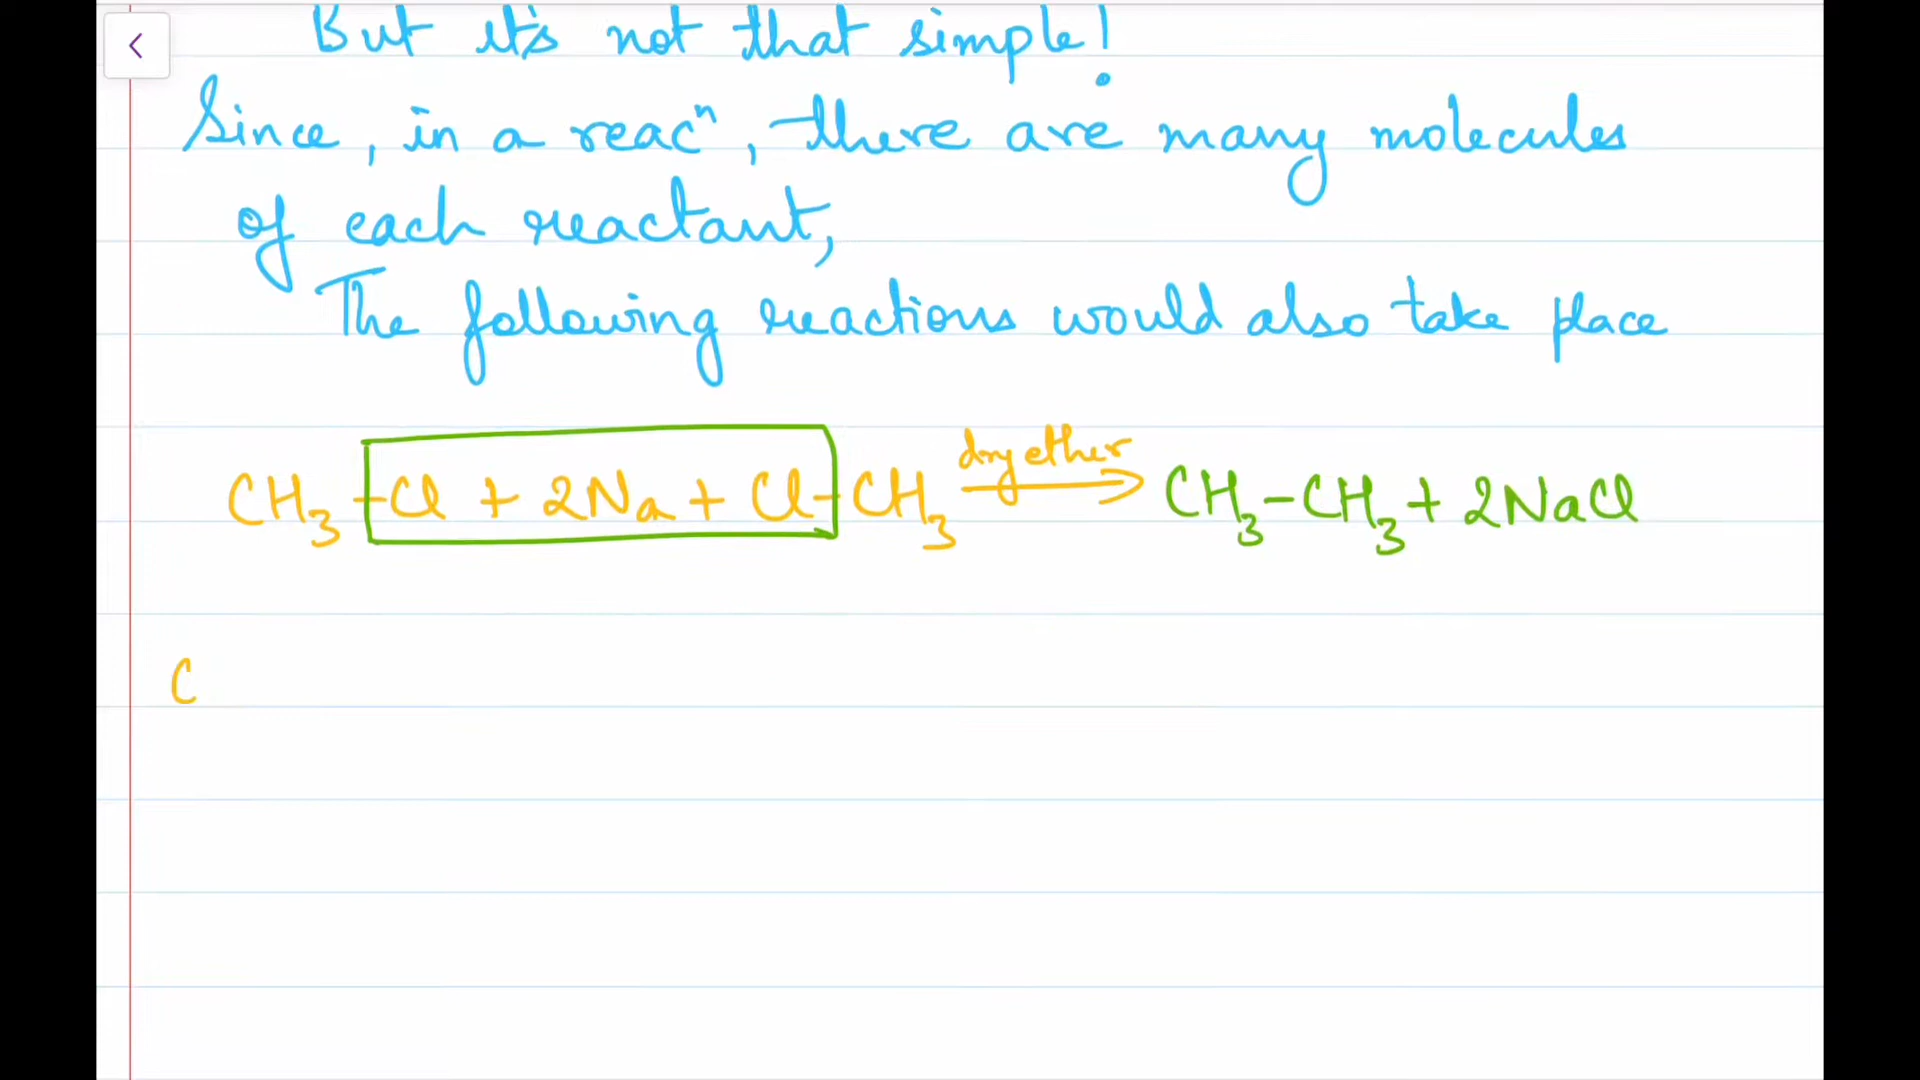 But it's not that simple!
Since, in a reacⁿ, there are many molecules
of each reactant,
The following reactions would also take place
CH₃-Cl + 2Na + Cl-CH₃ dry ether → CH₃-CH₃ + 2NaCl
C